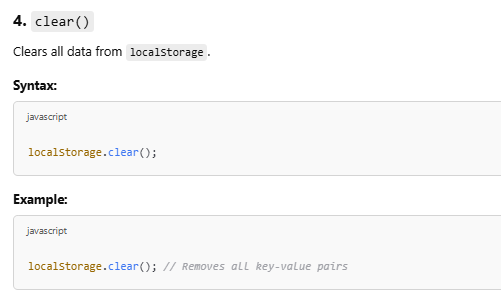 4. clear()
Clears all data from localStorage.
Syntax:
javascript
localStorage.clear();
Example:
javascript
localStorage.clear(); // Removes all key-value pairs